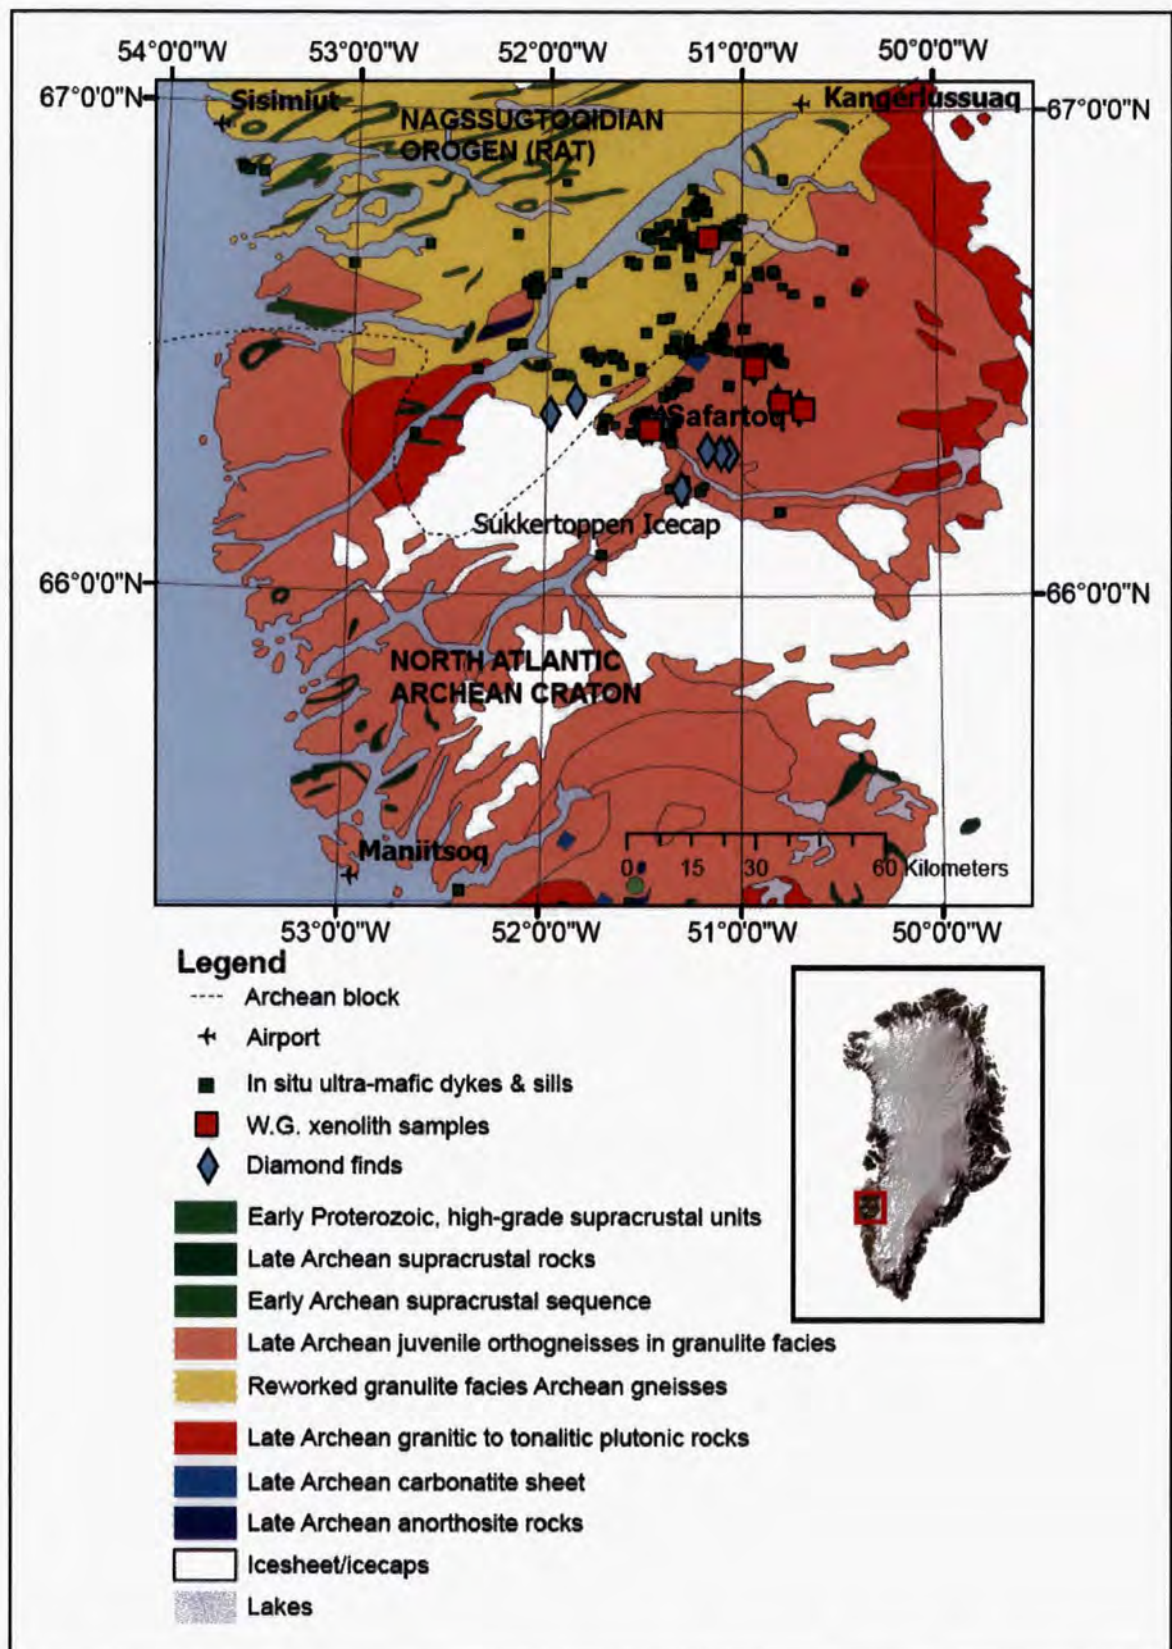 54°0'0"W 53°0'0"W 52°0'0"W 51°0'0"W 50°0'0"W
67°0'0"N
Sisimiut
Kangerlussuaq
67°0'0"N
NAGSSUGTOQIDIAN
OROGEN (RAT)
Safartoq
Sukkertoppen Icecap
66°0'0"N
66°0'0"N
NORTH ATLANTIC
ARCHEAN CRATON
Maniitsoq
0 15 30 60 Kilometers
53°0'0"W 52°0'0"W 51°0'0"W 50°0'0"W
Legend
Archean block
Airport
In situ ultra-mafic dykes & sills
W.G. xenolith samples
Diamond finds
Early Proterozoic, high-grade supracrustal units
Late Archean supracrustal rocks
Early Archean supracrustal sequence
Late Archean juvenile orthogneisses in granulite facies
Reworked granulite facies Archean gneisses
Late Archean granitic to tonalitic plutonic rocks
Late Archean carbonatite sheet
Late Archean anorthosite rocks
Icesheet/icecaps
Lakes